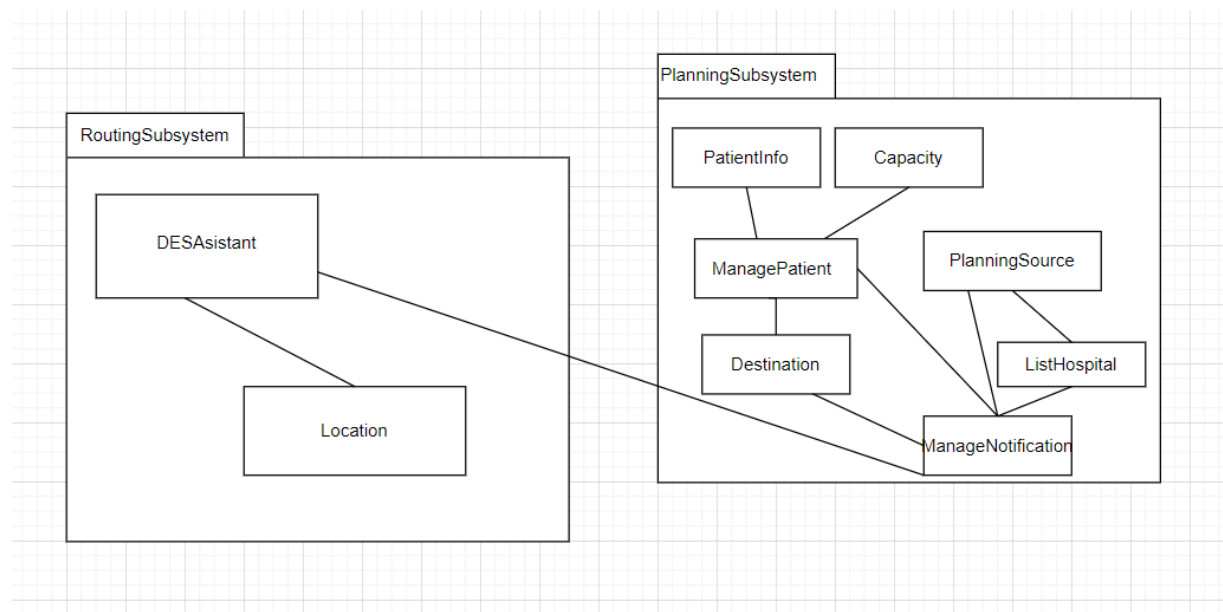 RoutingSubsystem
DESAsistant
Location
PlanningSubsystem
PatientInfo
Capacity
ManagePatient
PlanningSource
Destination
ListHospital
ManageNotification